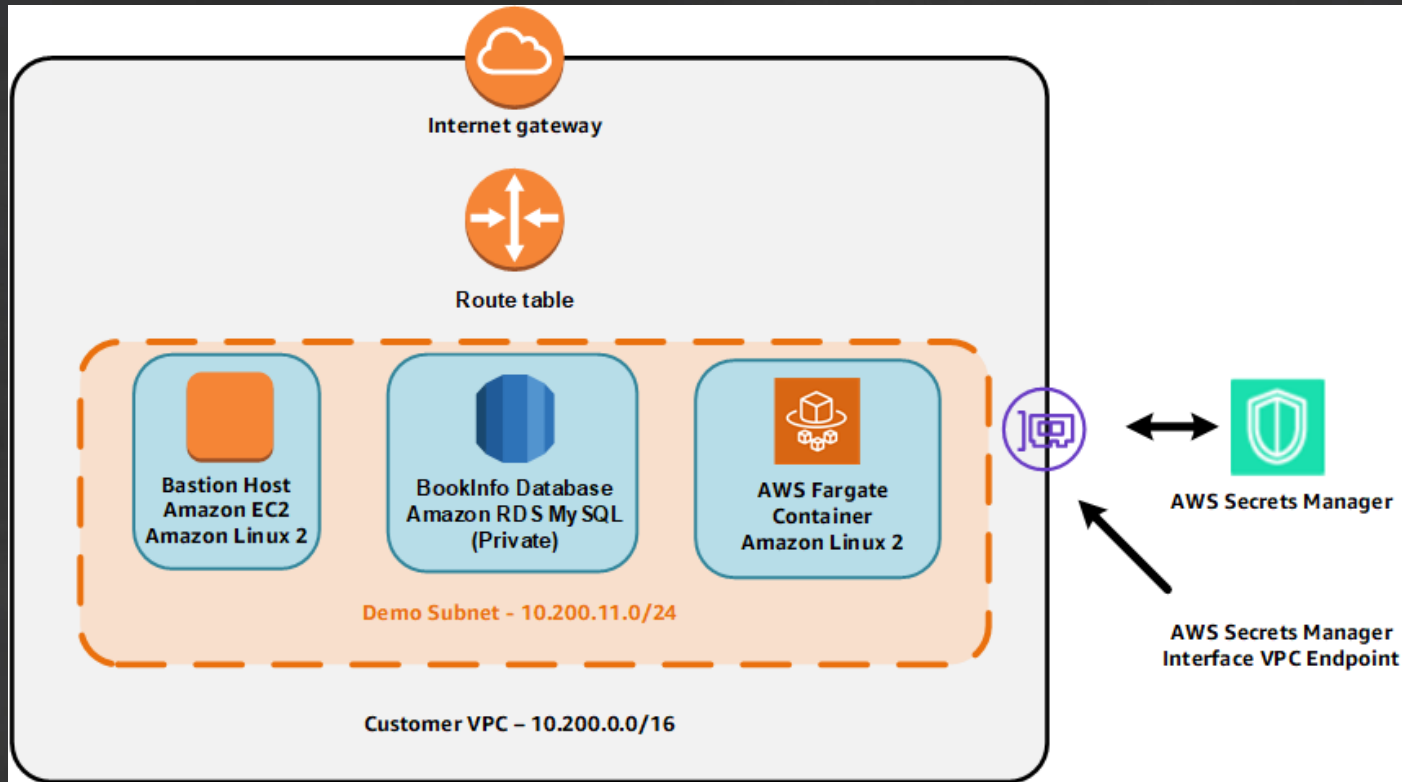 Internet gateway
Route table
Bastion Host
Amazon EC2
Amazon Linux 2
BookInfo Database
Amazon RDS MySQL
(Private)
AWS Fargate
Container
Amazon Linux 2
Demo Subnet - 10.200.11.0/24
Customer VPC – 10.200.0.0/16
AWS Secrets Manager
AWS Secrets Manager
Interface VPC Endpoint